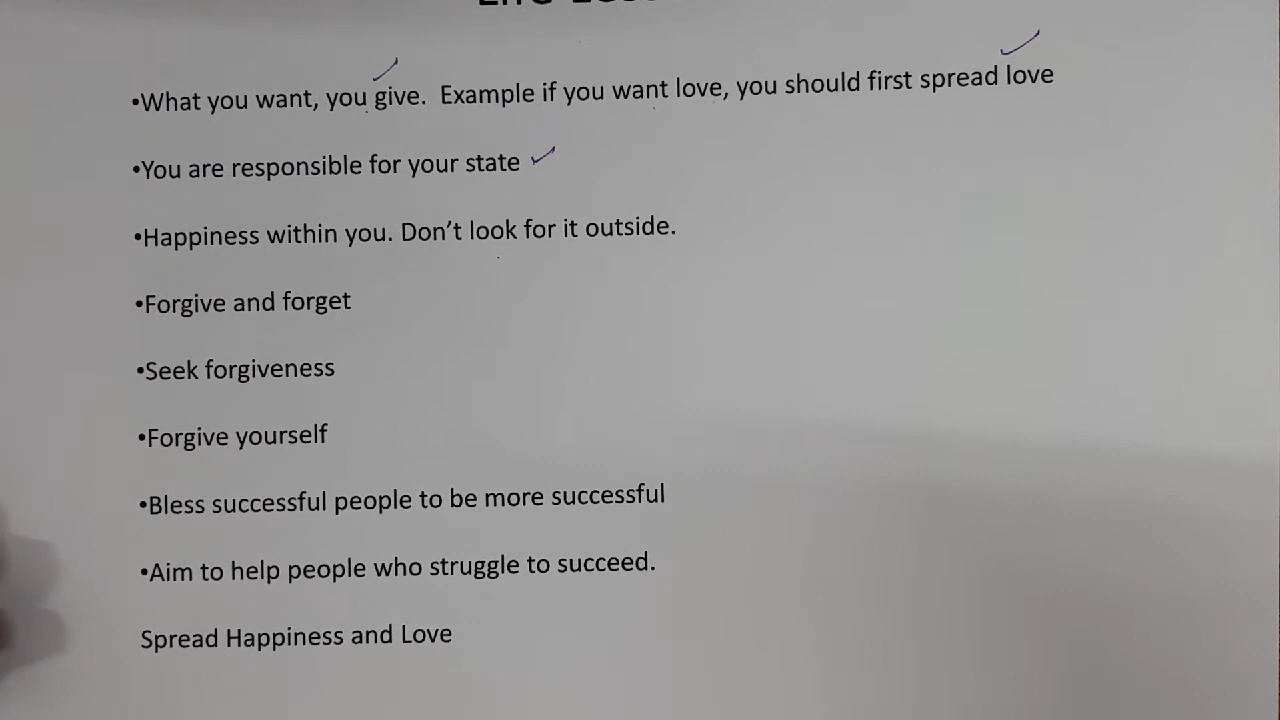 •What you want, you give. Example if you want love, you should first spread love
•You are responsible for your state
•Happiness within you. Don't look for it outside.
•Forgive and forget
•Seek forgiveness
•Forgive yourself
•Bless successful people to be more successful
•Aim to help people who struggle to succeed.
Spread Happiness and Love